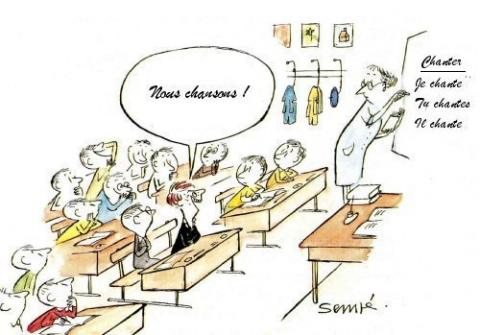 Chanter
Je chante
Tu chantes
Il chante
Nous chansons !
Sempé.